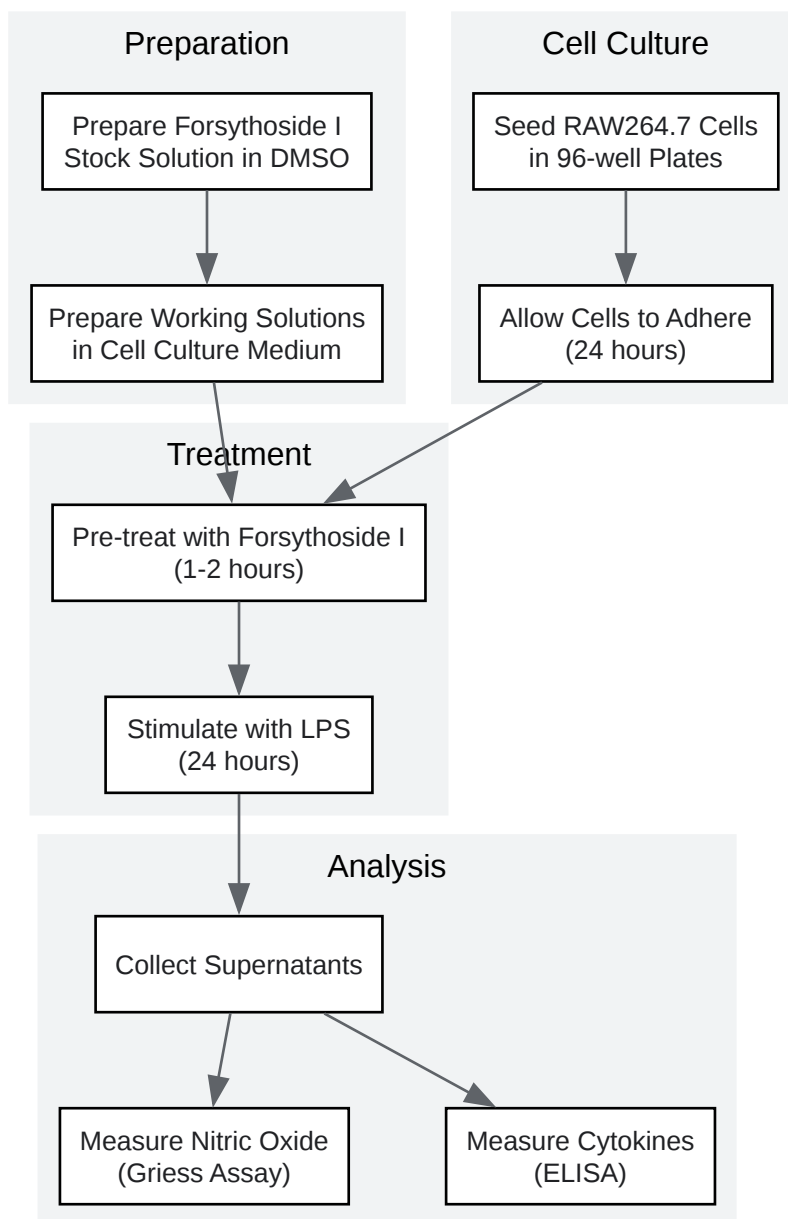 Preparation
Prepare Forsythoside I
Stock Solution in DMSO
Prepare Working Solutions
in Cell Culture Medium
Cell Culture
Seed RAW264.7 Cells
in 96-well Plates
Allow Cells to Adhere
(24 hours)
Treatment
Pre-treat with Forsythoside I
(1-2 hours)
Stimulate with LPS
(24 hours)
Analysis
Collect Supernatants
Measure Nitric Oxide
(Griess Assay)
Measure Cytokines
(ELISA)